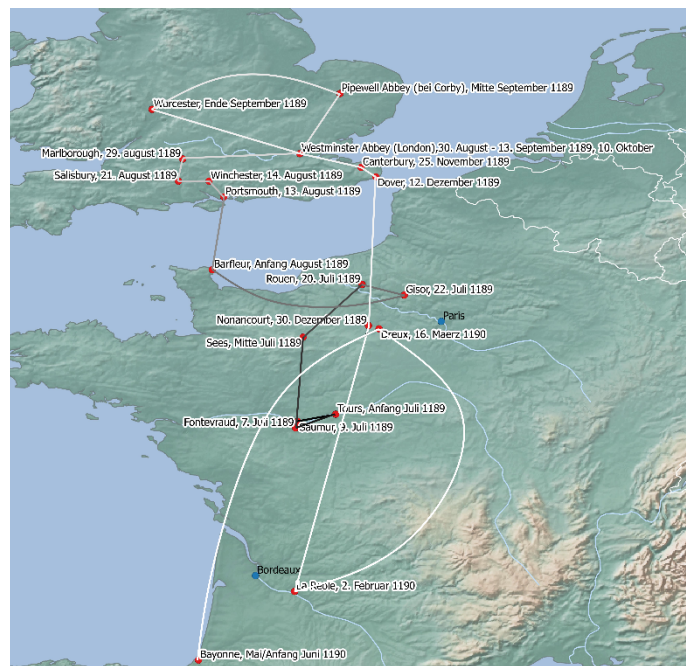 Pipewell Abbey (bei Corby), Mitte September 1189
Worcester, Ende September 1189
Westminster Abbey (London),30. August - 13. September 1189, 10. Oktober
Marlborough, 29. august 1189
Canterbury, 25. November 1189
Salisbury, 21. August 1189
Winchester, 14. August 1189
Dover, 12. Dezember 1189
Portsmouth, 13. August 1189
Barfleur, Anfang August 1189
Rouen, 20. Juli 1189
Gisor, 22. Juli 1189
Paris
Nonancourt, 30. Dezember 1189
Dreux, 16. Maerz 1190
Sees, Mitte Juli 1189
Tours, Anfang Juli 1189
Fontevraud, 7. Juli 1189
Saumur, 9. Juli 1189
Bordeaux
La Reole, 2. Februar 1190
Bayonne, Mai/Anfang Juni 1190